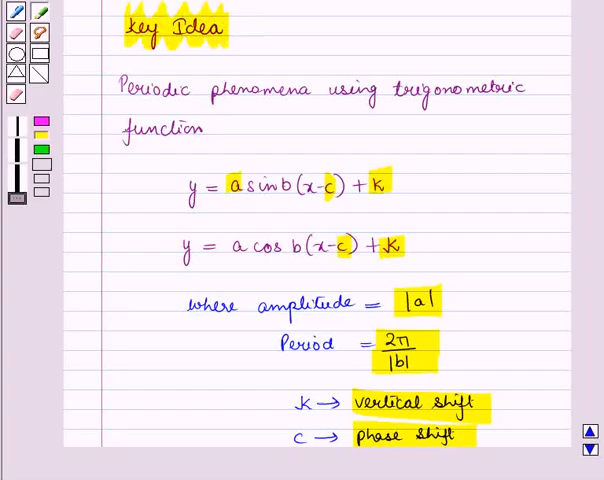 Key Idea
Periodic phenomena using trigonometric
function
y = a sin b(x-c) + k
y = a cos b(x-c) + k
where amplitude = |a|
Period = 2π/|b|
k → vertical shift
c → phase shift